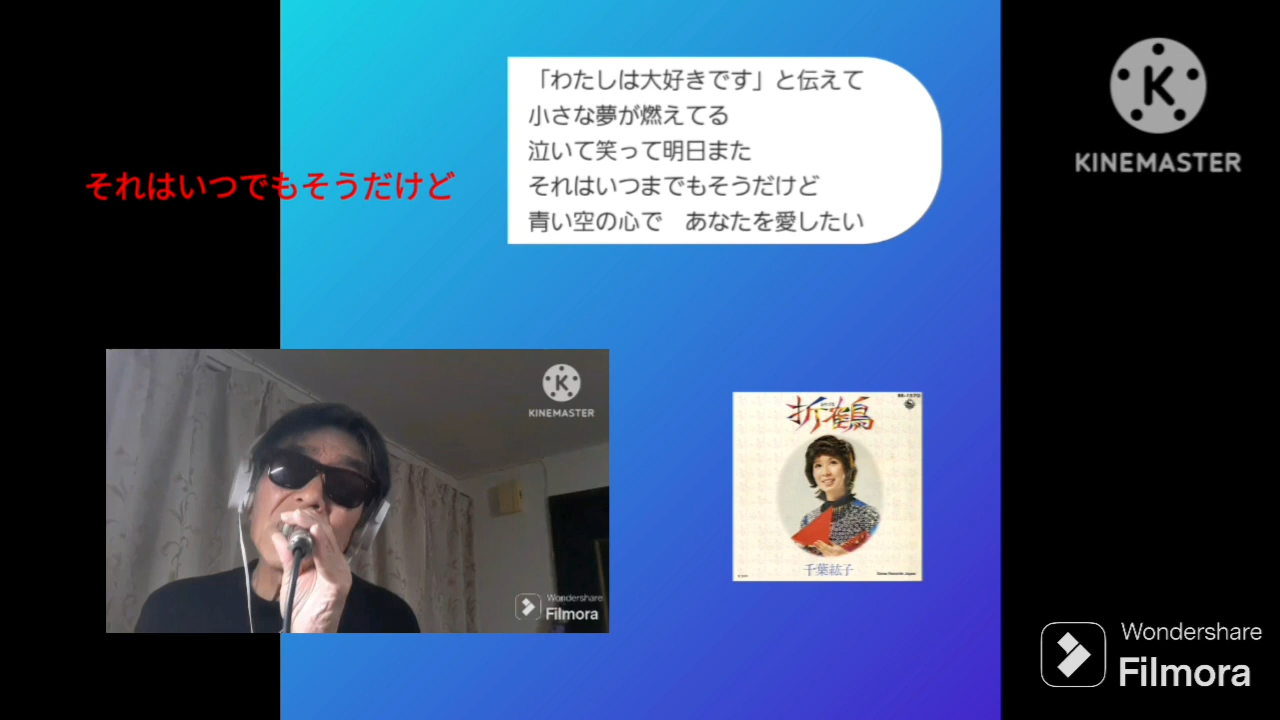 「わたしは大好きです」と伝えて
小さな夢が燃えてる
泣いて笑って明日また
それはいつまでもそうだけど
青い空の心で　あなたを愛したい
それはいつでもそうだけど
KINEMASTER
KINEMASTER
Wondershare
Filmora
折鶴
千葉紘子
Wondershare
Filmora